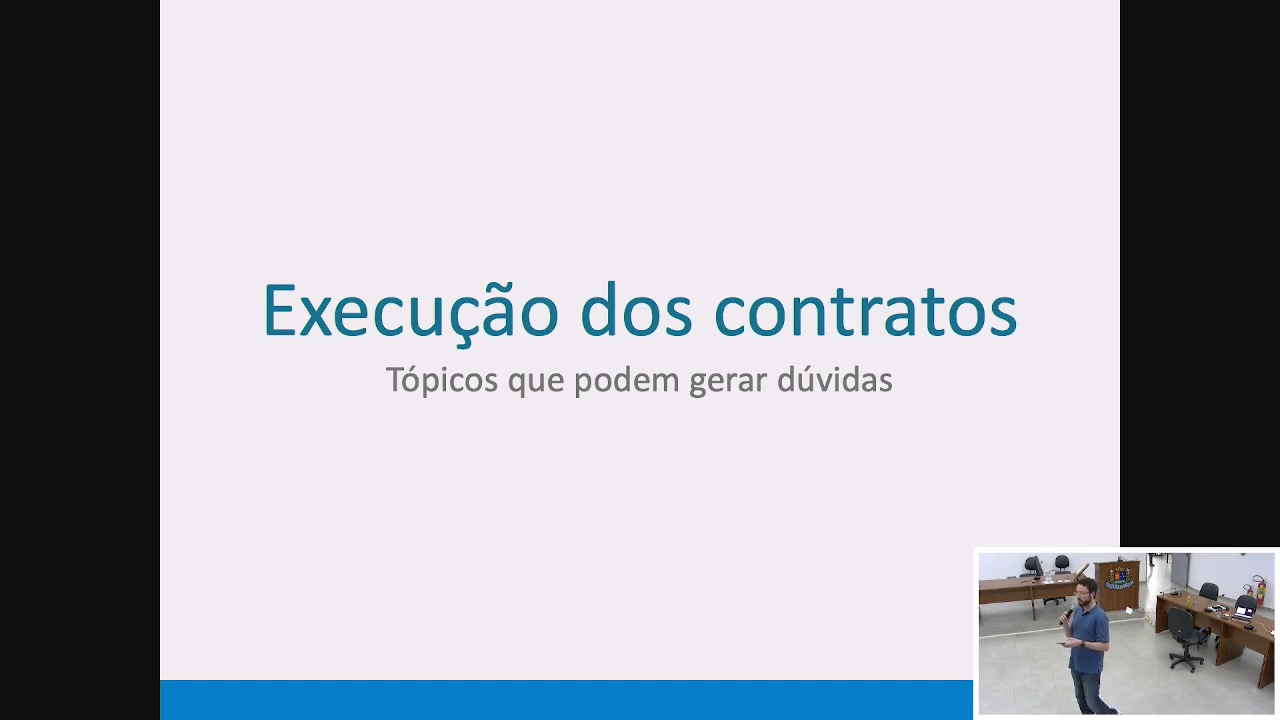 Execução dos contratos
Tópicos que podem gerar dúvidas